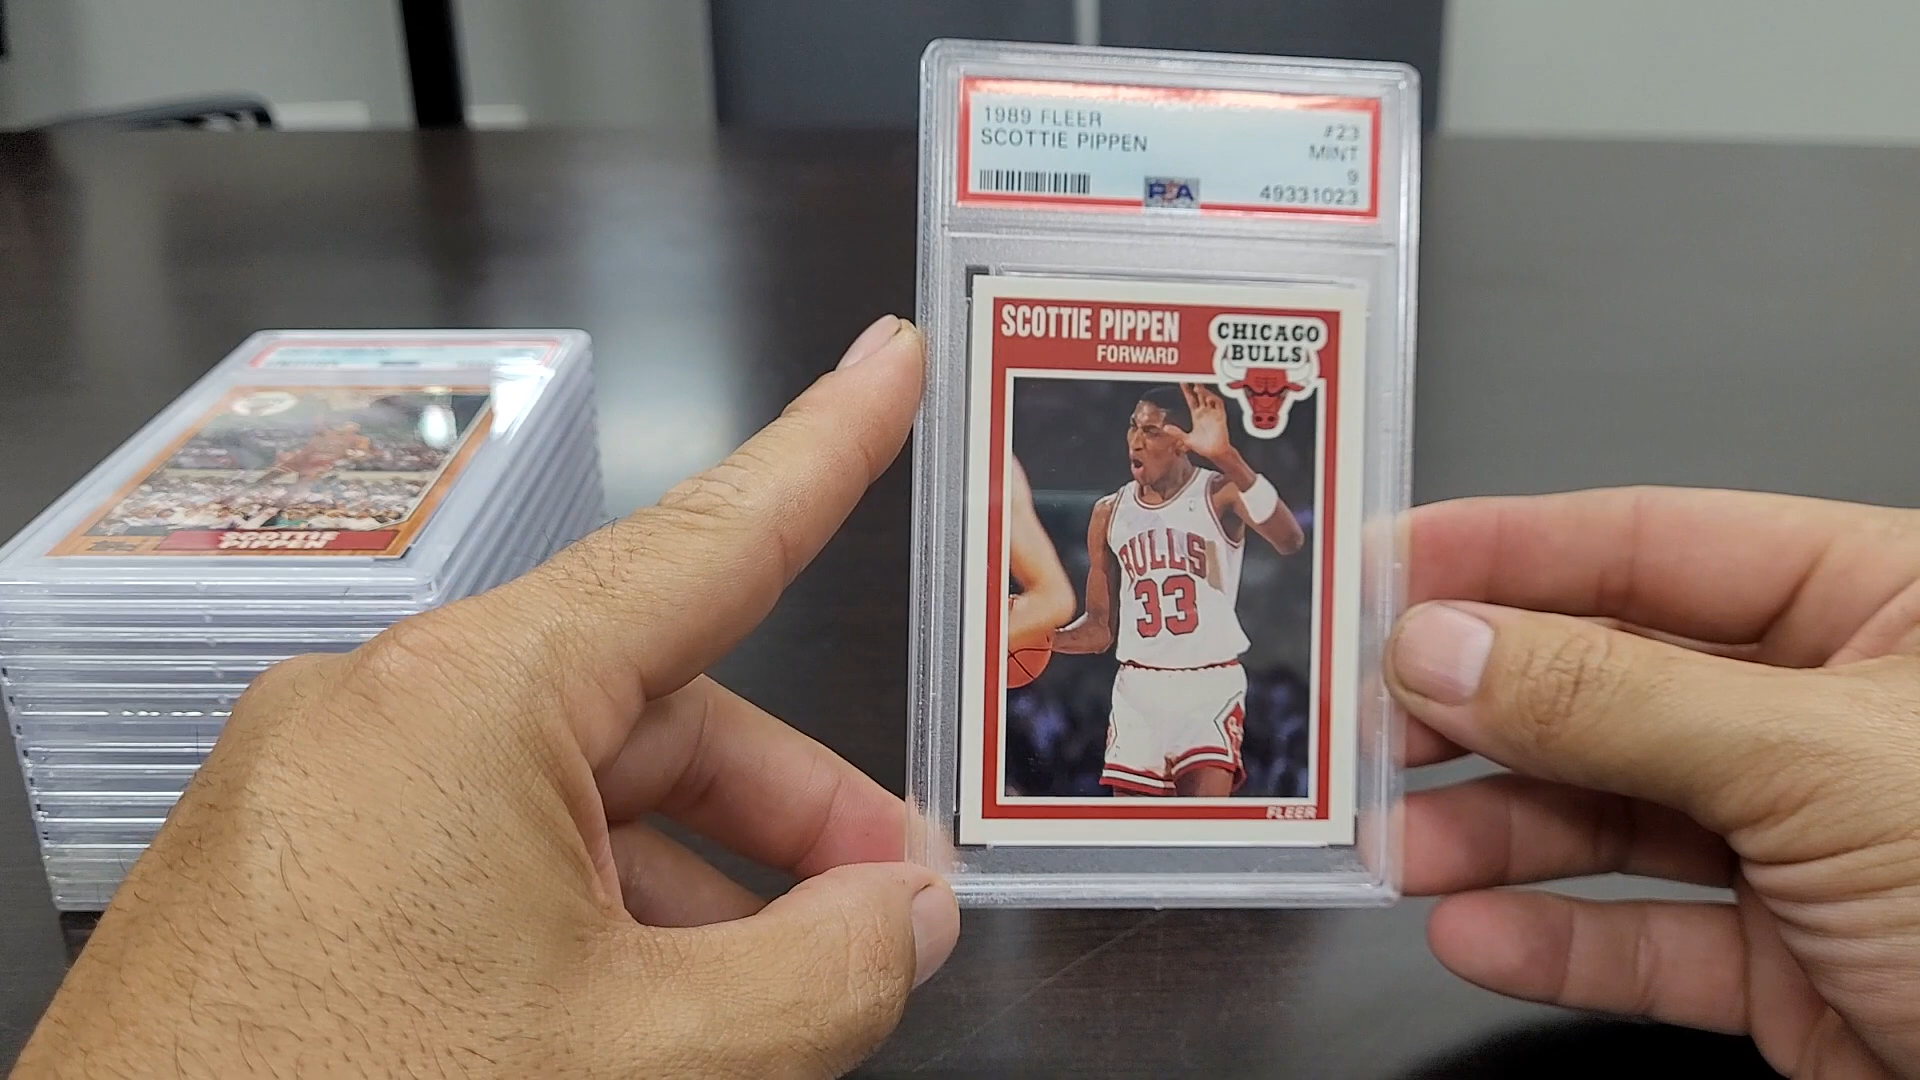 1989 FLEER
#23
SCOTTIE PIPPEN
MINT
9
PSA
49331023
SCOTTIE PIPPEN
FORWARD
CHICAGO
BULLS
BULLS
33
FLEER
SCOTTIE
PIPPEN